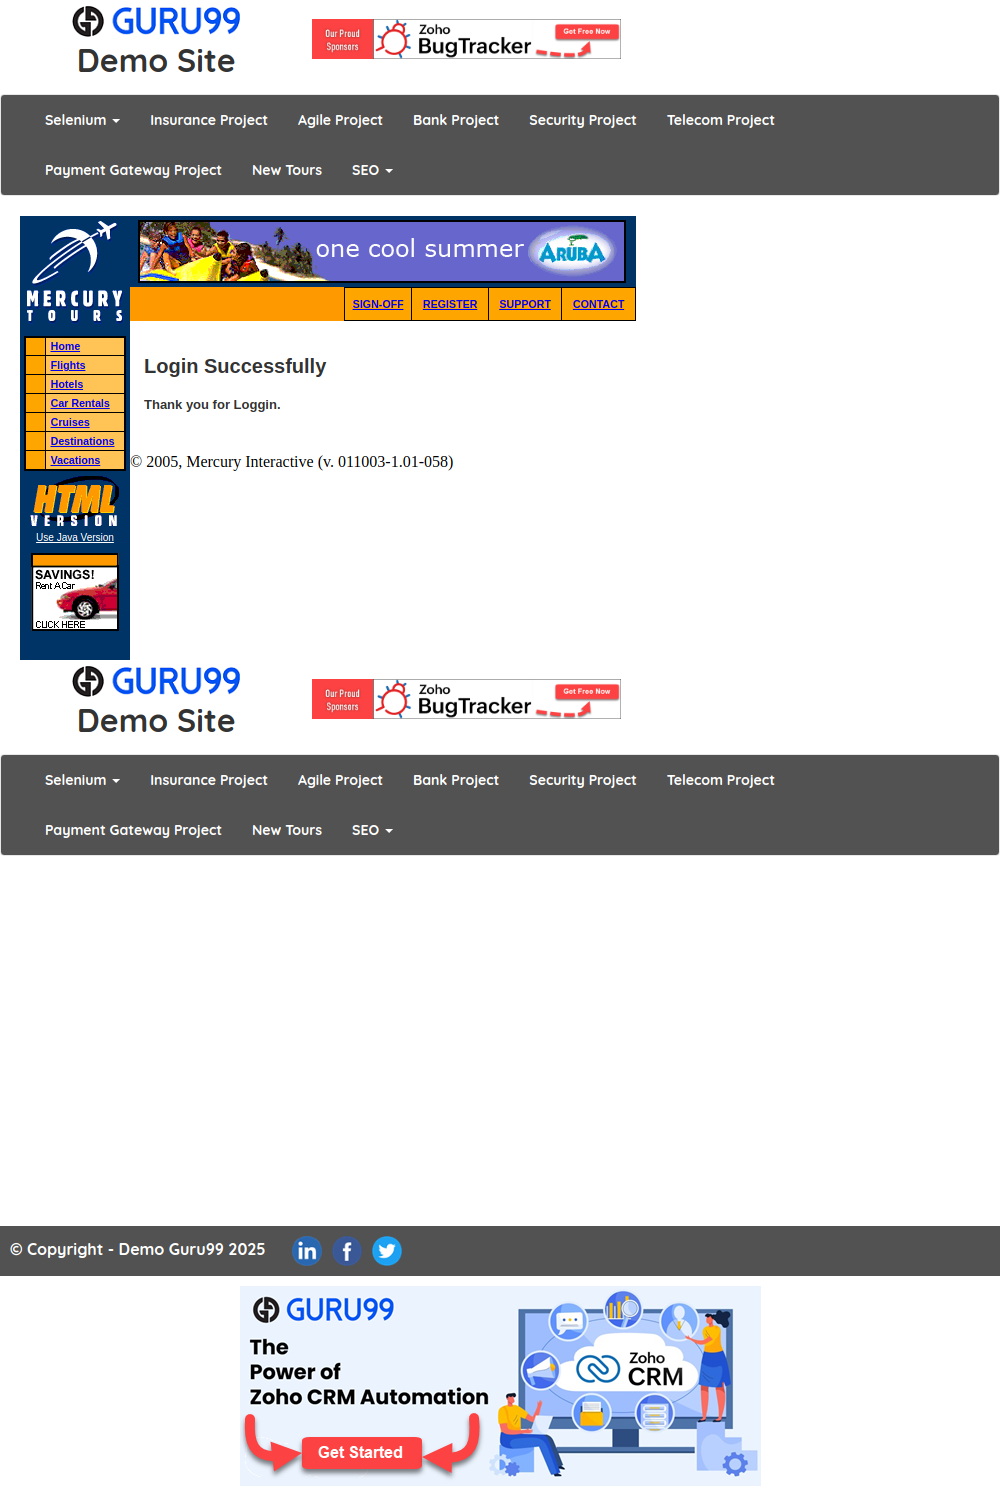 GURU99
Demo Site
Our Proud Sponsors
Zoho
BugTracker
Get Free Now
Selenium
Insurance Project
Agile Project
Bank Project
Security Project
Telecom Project
Payment Gateway Project
New Tours
SEO
MERCURY
TOURS
one cool summer
ARUBA
SIGN-OFF
REGISTER
SUPPORT
CONTACT
Home
Flights
Hotels
Car Rentals
Cruises
Destinations
Vacations
Login Successfully
Thank you for Loggin.
© 2005, Mercury Interactive (v. 011003-1.01-058)
HTML
VERSION
Use Java Version
SAVINGS!
Rent A Car
CLICK HERE
GURU99
Demo Site
Our Proud Sponsors
Zoho
BugTracker
Get Free Now
Selenium
Insurance Project
Agile Project
Bank Project
Security Project
Telecom Project
Payment Gateway Project
New Tours
SEO
© Copyright - Demo Guru99 2025
GURU99
The
Power of
Zoho CRM Automation
Get Started
Zoho
CRM